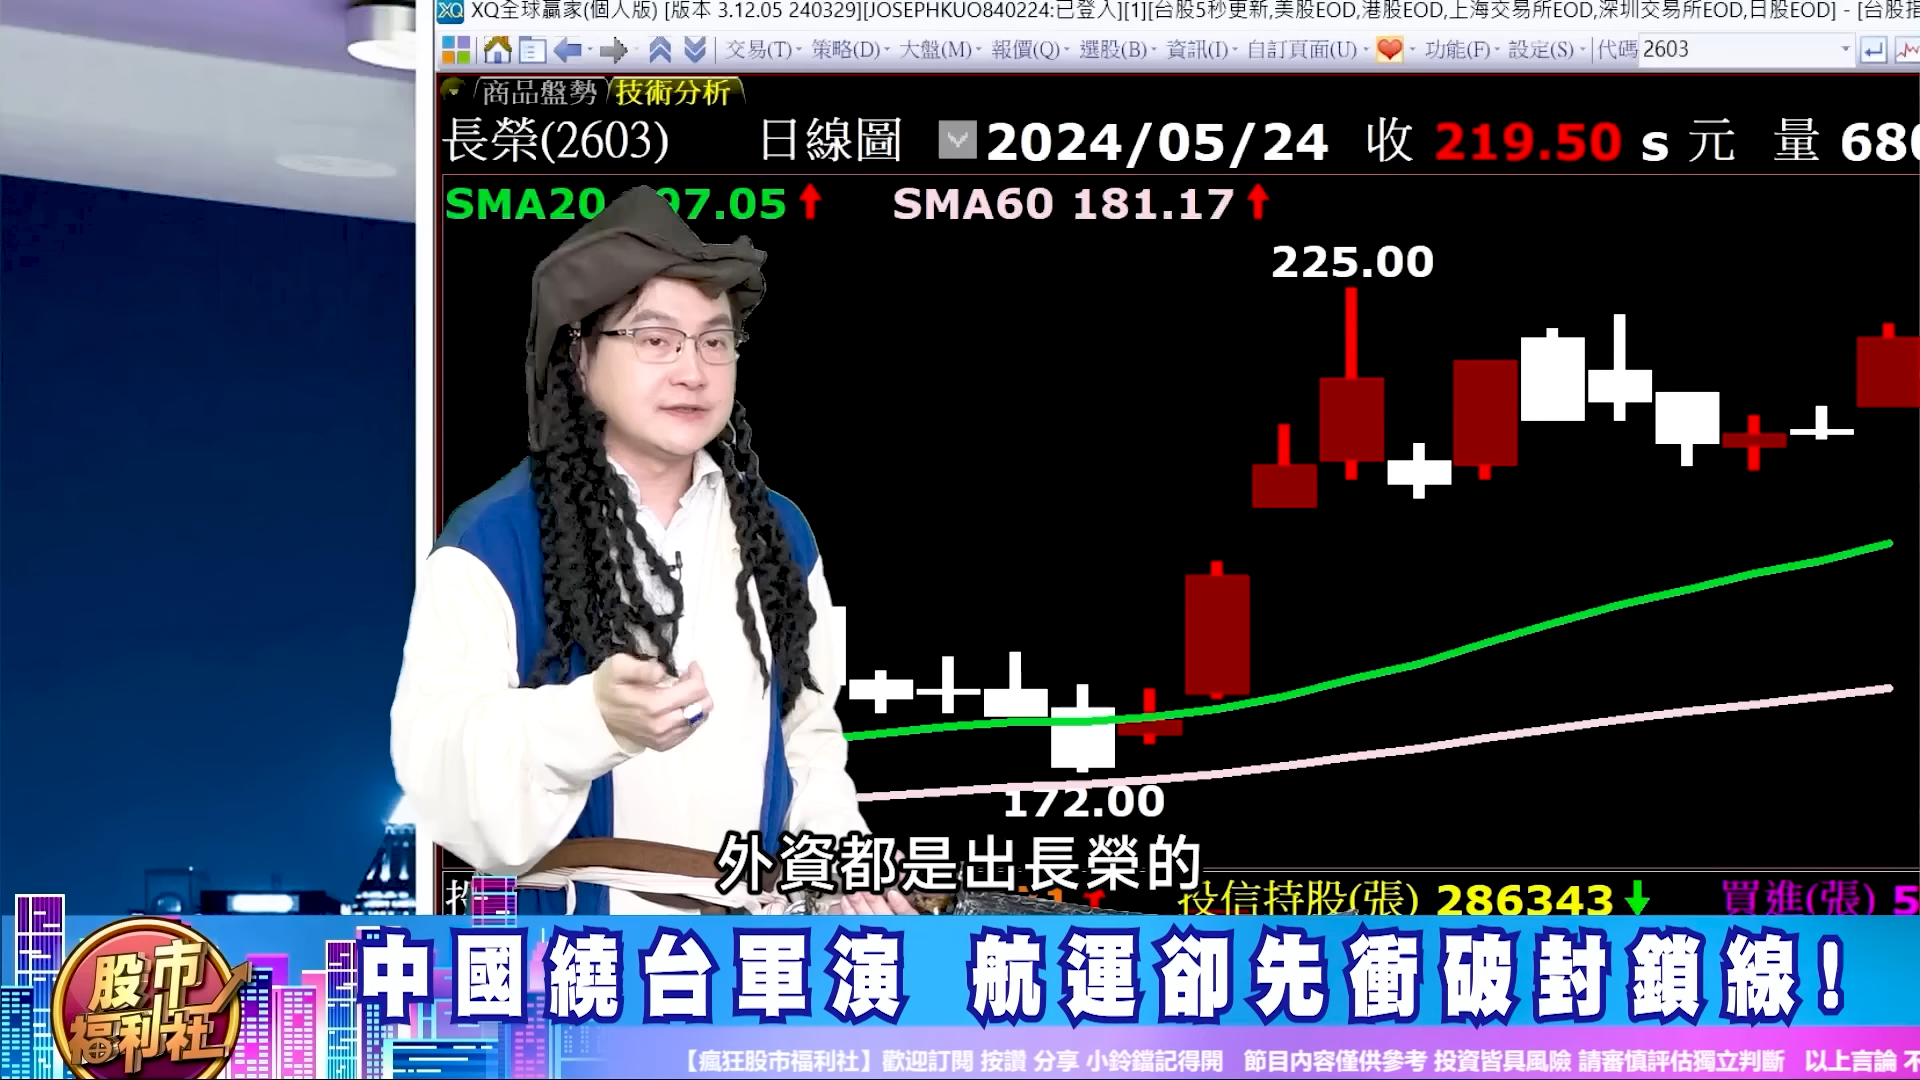 XQ全球贏家(個人版) [版本 3.12.05 240329][JOSEPHKUO840224:已登入][1][台股5秒更新,美股EOD,港股EOD,上海交易所EOD,深圳交易所EOD,日股EOD] - [台股指
交易(T) 策略(D) 大盤(M) 報價(Q) 選股(B) 資訊(I) 自訂頁面(U) 功能(F) 設定(S) 代碼 2603
商品盤勢 技術分析
長榮(2603) 日線圖 2024/05/24 收 219.50 s 元 量 680
SMA20 97.05 SMA60 181.17
225.00
172.00
外資都是出長榮的
投信持股(張) 286343 買進(張) 5
中國繞台軍演 航運卻先衝破封鎖線!
股市
福利社
【瘋狂股市福利社】歡迎訂閱 按讚 分享 小鈴鐺記得開 節目內容僅供參考 投資皆具風險 請審慎評估獨立判斷 以上言論 不